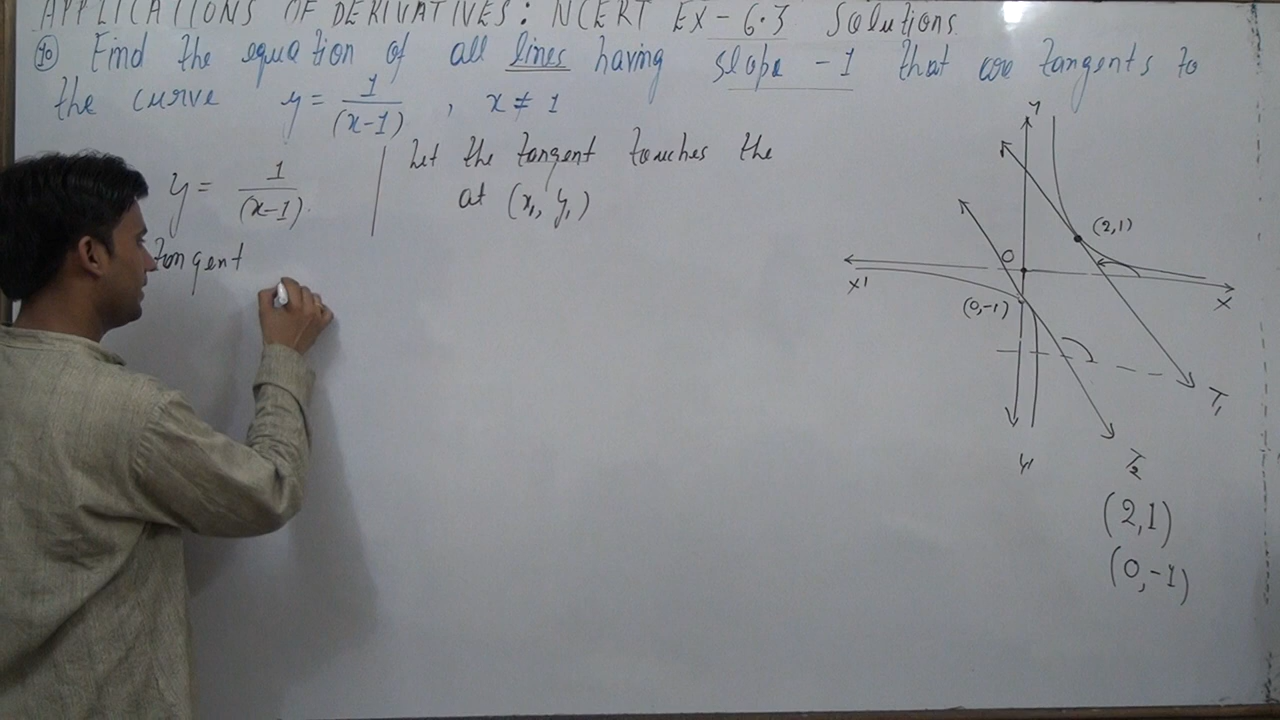 APPLICATIONS OF DERIVATIVES: NCERT EX-6.3 Solutions
10 Find the equation of all lines having slope -1 that are tangents to
the curve y = 1/(x-1) , x ≠ 1
y = 1/(x-1).
Tangent
Let the tangent touches the
at (x₁, y₁)
Y
(2,1)
O
X'
X
(0,-1)
T₁
Y'
T₂
(2,1)
(0,-1)